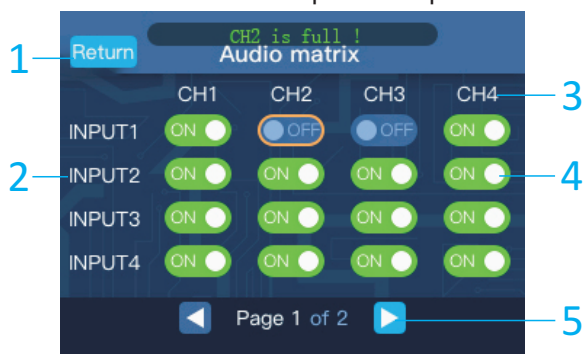 CH2 is full !
1 Return Audio matrix
CH1 CH2 CH3 CH4 3
INPUT1 ON OFF OFF ON
2 INPUT2 ON ON ON ON 4
INPUT3 ON ON ON ON
INPUT4 ON ON ON ON
Page 1 of 2 5